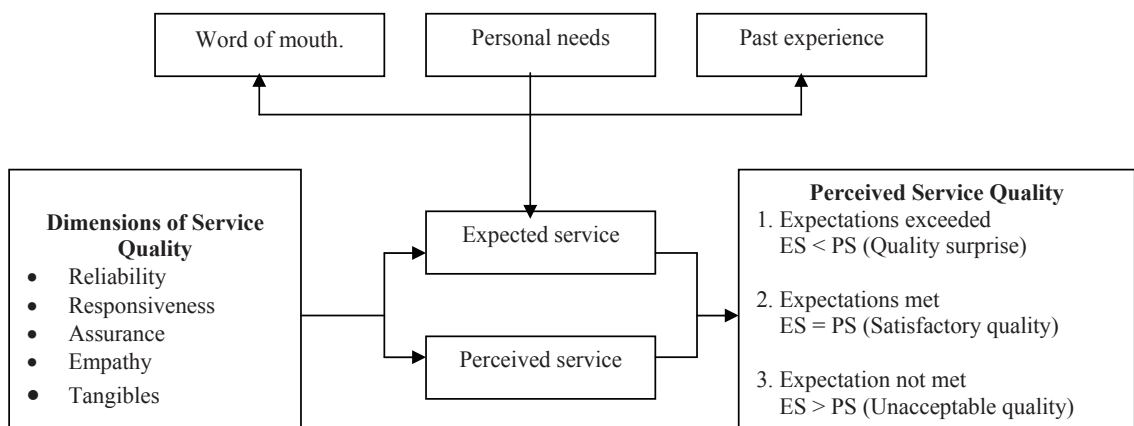 Word of mouth.
Personal needs
Past experience
Dimensions of Service
Quality
• Reliability
• Responsiveness
• Assurance
• Empathy
• Tangibles
Expected service
Perceived service
Perceived Service Quality
1. Expectations exceeded
ES < PS (Quality surprise)
2. Expectations met
ES = PS (Satisfactory quality)
3. Expectation not met
ES > PS (Unacceptable quality)